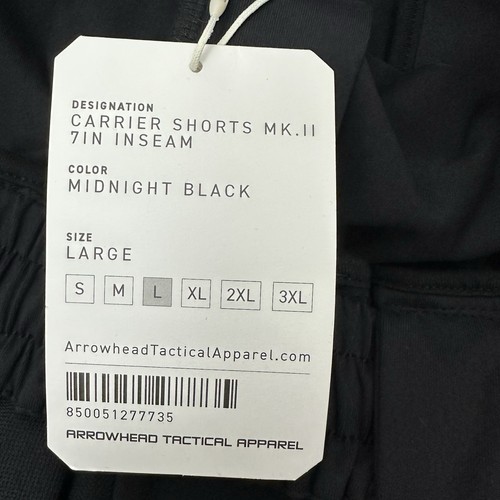 DESIGNATION
CARRIER SHORTS MK.II
7IN INSEAM
COLOR
MIDNIGHT BLACK
SIZE
LARGE
S M L XL 2XL 3XL
ArrowheadTacticalApparel.com
850051277735
ARROWHEAD TACTICAL APPAREL